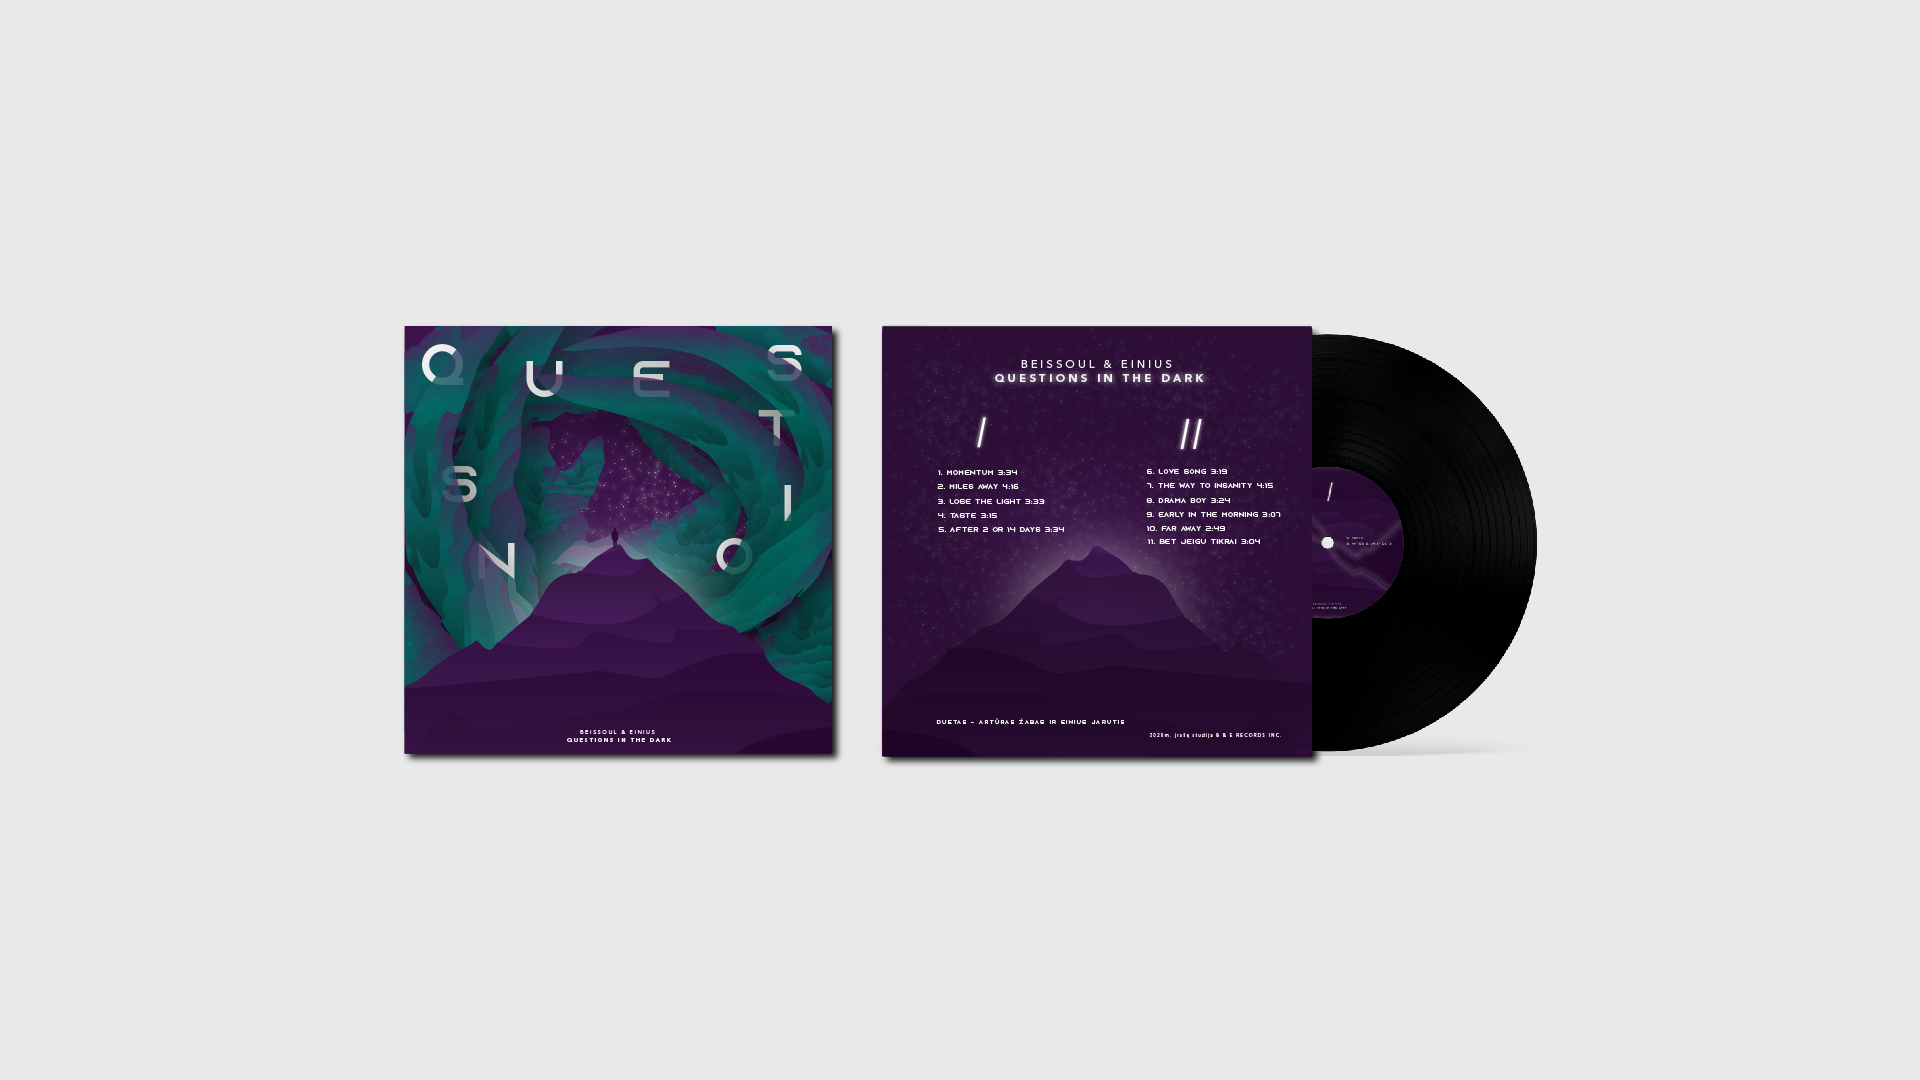 Q U E S
T
S I
N O
BEISSOUL & EINIUS
QUESTIONS IN THE DARK
BEISSOUL & EINIUS
QUESTIONS IN THE DARK
/
//
1. MOMENTUM 3:34
2. MILES AWAY 4:16
3. LOSE THE LIGHT 3:33
4. TASTE 3:15
5. AFTER 2 OR 14 DAYS 3:34
6. LOVE SONG 3:19
7. THE WAY TO INSANITY 4:15
8. DRAMA BOY 3:24
9. EARLY IN THE MORNING 3:07
10. FAR AWAY 2:49
11. BET JEIGU TIKRAI 3:04
DUETAS - ARTŪRAS ŽABAS IR EINIUS JARUTIS
2020m. Įrašų studija B & E RECORDS INC.
/